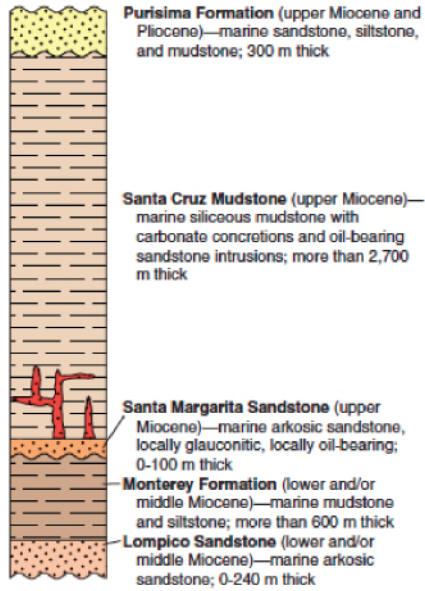 Purisima Formation (upper Miocene and
Pliocene)—marine sandstone, siltstone,
and mudstone; 300 m thick
Santa Cruz Mudstone (upper Miocene)—
marine siliceous mudstone with
carbonate concretions and oil-bearing
sandstone intrusions; more than 2,700
m thick
Santa Margarita Sandstone (upper
Miocene)—marine arkosic sandstone,
locally glauconitic, locally oil-bearing;
0-100 m thick
Monterey Formation (lower and/or
middle Miocene)—marine mudstone
and siltstone; more than 600 m thick
Lompico Sandstone (lower and/or
middle Miocene)—marine arkosic
sandstone; 0-240 m thick